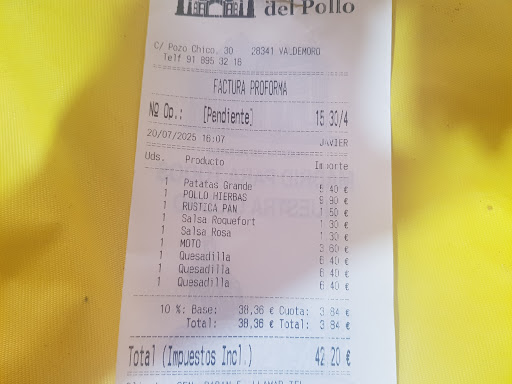 del Pollo
C/ Pozo Chico, 30 28341 VALDEMORO
Telf 91 895 32 16
FACTURA PROFORMA
Nº Op.: [Pendiente] 15 30/4
20/07/2025 16:07 JAVIER
Uds. Producto Importe
1 Patatas Grande 5,40 €
1 POLLO HIERBAS 9,90 €
1 RUSTICA PAN 1,50 €
1 Salsa Roquefort 1,30 €
1 Salsa Rosa 1,30 €
1 MOTO 3,60 €
1 Quesadilla 6,40 €
1 Quesadilla 6,40 €
1 Quesadilla 6,40 €
10 %: Base: 38,36 € Cuota: 3,84 €
Total: 38,36 € Total: 3,84 €
Total (Impuestos Incl.) 42,20 €